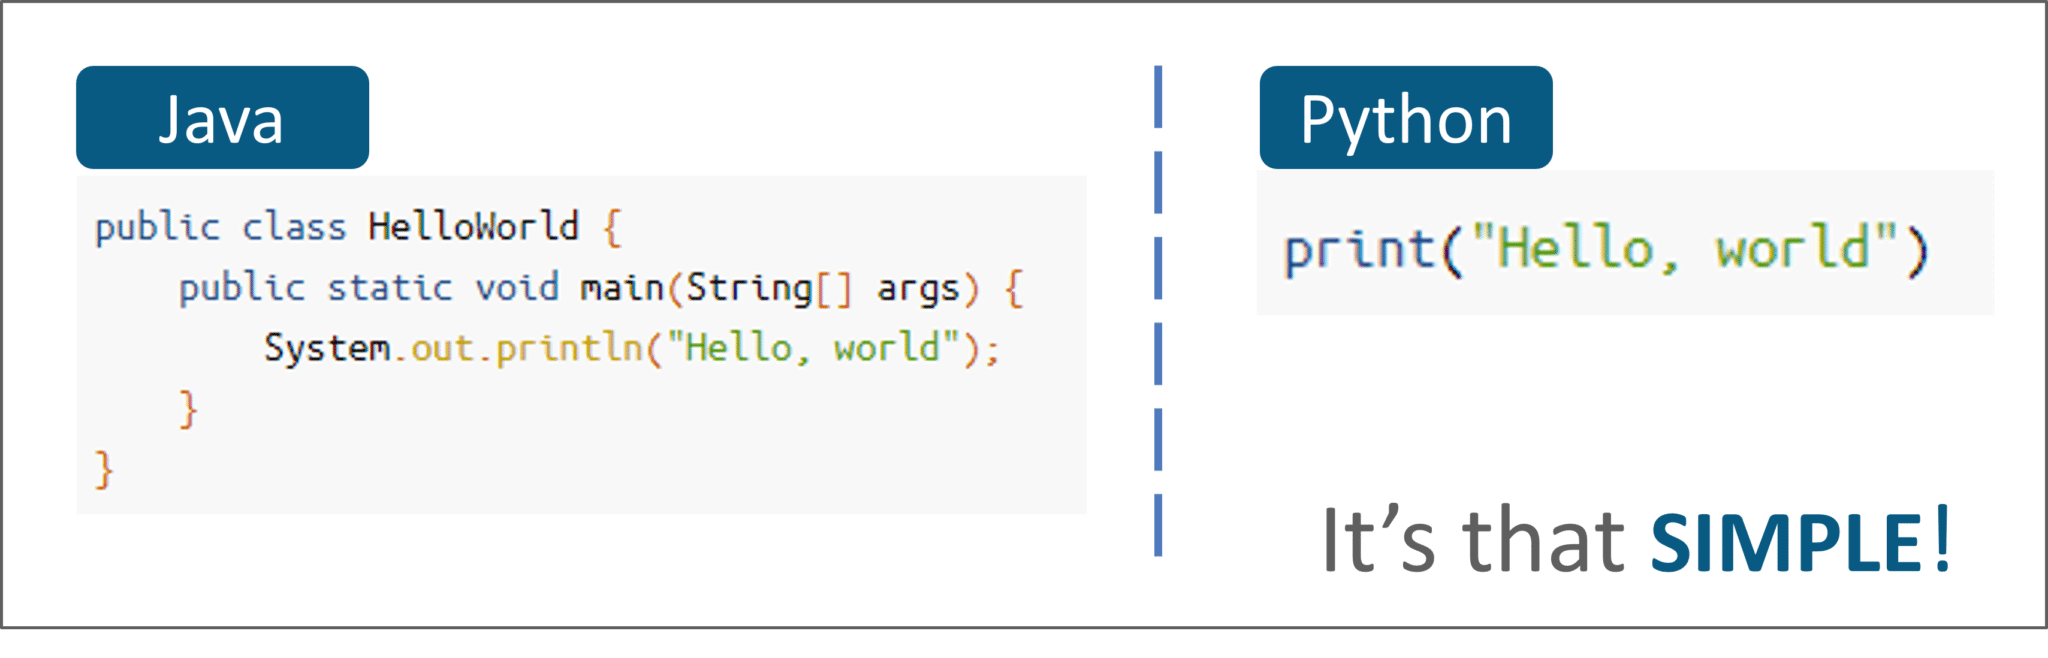 Java
public class HelloWorld {
    public static void main(String[] args) {
        System.out.println("Hello, world");
    }
}
Python
print("Hello, world")
It’s that SIMPLE!